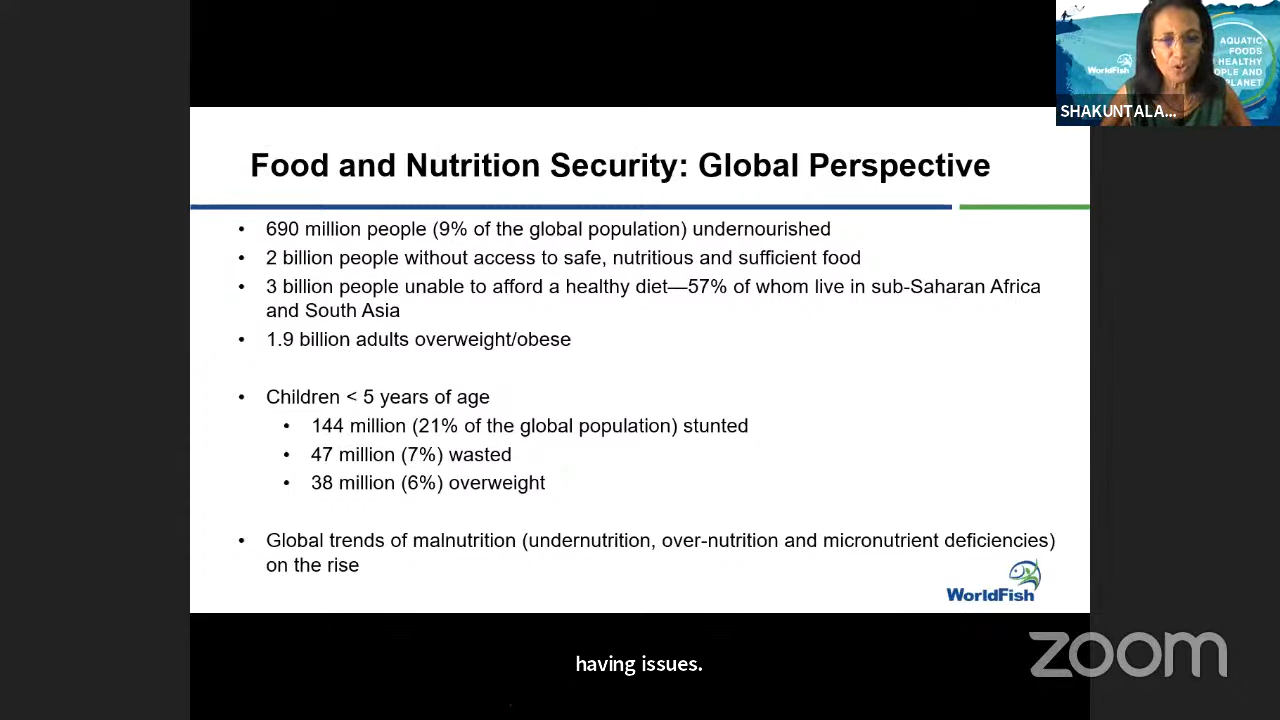 AQUATIC
FOODS
HEALTHY
PLE AND
PLANET
WorldFish
SHAKUNTALA...
Food and Nutrition Security: Global Perspective
• 690 million people (9% of the global population) undernourished
• 2 billion people without access to safe, nutritious and sufficient food
• 3 billion people unable to afford a healthy diet—57% of whom live in sub-Saharan Africa
and South Asia
• 1.9 billion adults overweight/obese
• Children < 5 years of age
• 144 million (21% of the global population) stunted
• 47 million (7%) wasted
• 38 million (6%) overweight
• Global trends of malnutrition (undernutrition, over-nutrition and micronutrient deficiencies)
on the rise
WorldFish
having issues.
zoom